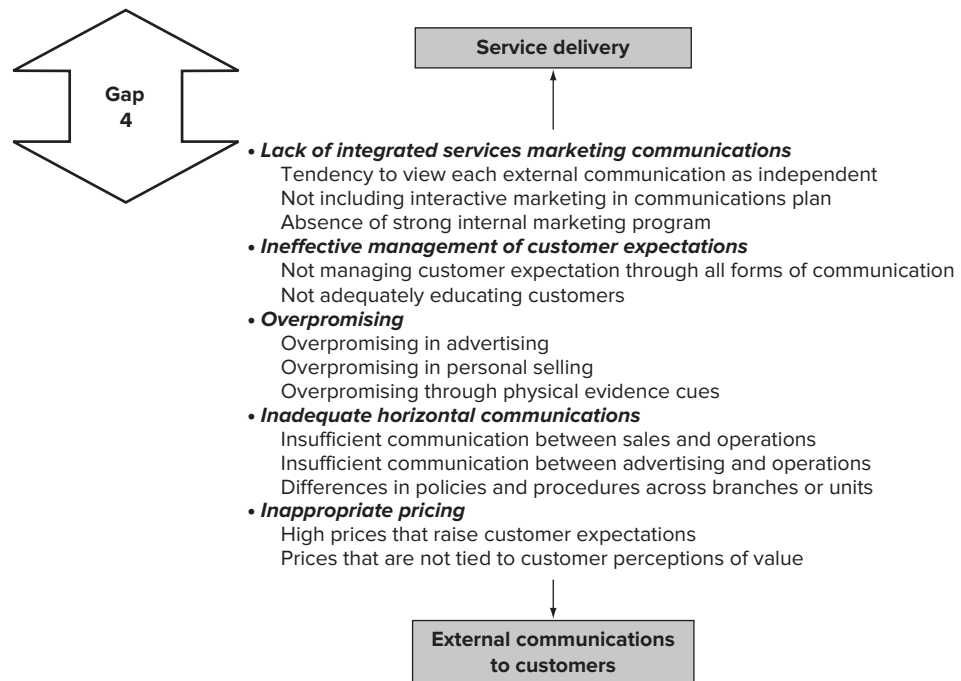 Service delivery
Gap
4
• Lack of integrated services marketing communications
Tendency to view each external communication as independent
Not including interactive marketing in communications plan
Absence of strong internal marketing program
• Ineffective management of customer expectations
Not managing customer expectation through all forms of communication
Not adequately educating customers
• Overpromising
Overpromising in advertising
Overpromising in personal selling
Overpromising through physical evidence cues
• Inadequate horizontal communications
Insufficient communication between sales and operations
Insufficient communication between advertising and operations
Differences in policies and procedures across branches or units
• Inappropriate pricing
High prices that raise customer expectations
Prices that are not tied to customer perceptions of value
External communications
to customers